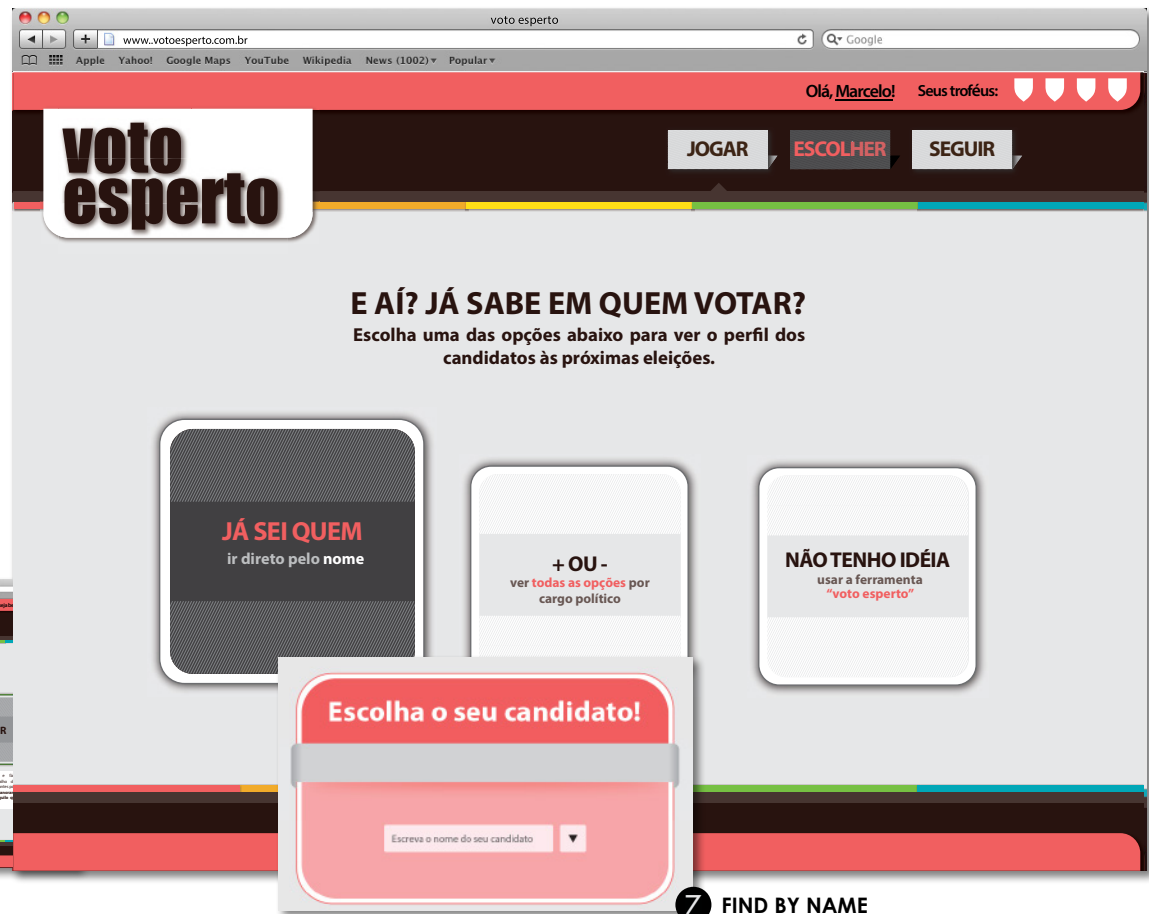 voto esperto
www..votoesperto.com.br
Google
Apple Yahoo! Google Maps YouTube Wikipedia News (1002) Popular
Olá, Marcelo! Seus troféus:
voto
esperto
JOGAR ESCOLHER SEGUIR
E AÍ? JÁ SABE EM QUEM VOTAR?
Escolha uma das opções abaixo para ver o perfil dos
candidatos às próximas eleições.
JÁ SEI QUEM
ir direto pelo nome
+ OU -
ver todas as opções por
cargo político
NÃO TENHO IDÉIA
usar a ferramenta
“voto esperto”
R
Escolha o seu candidato!
Escreva o nome do seu candidato
7 FIND BY NAME